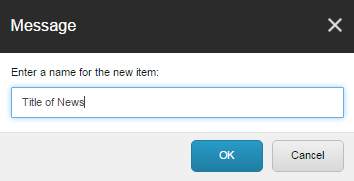 Message
Enter a name for the new item:
Title of News
OK
Cancel